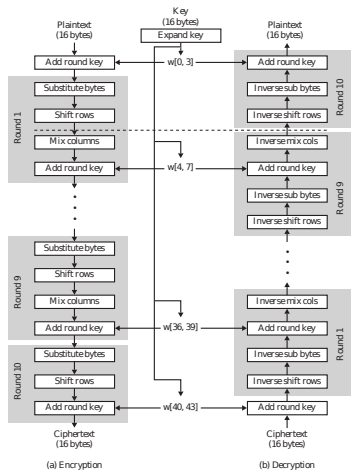 Plaintext
(16 bytes)
Key
(16 bytes)
Expand key
Plaintext
(16 bytes)
Add round key
w[0, 3]
Add round key
Round 1
Substitute bytes
Shift rows
Mix columns
Add round key
Inverse sub bytes
Inverse shift rows
Round 10
w[4, 7]
Inverse mix cols
Add round key
Inverse sub bytes
Inverse shift rows
Round 9
Round 9
Substitute bytes
Shift rows
Mix columns
Add round key
w[36, 39]
Inverse mix cols
Add round key
Inverse sub bytes
Inverse shift rows
Round 1
Round 10
Substitute bytes
Shift rows
Add round key
w[40, 43]
Add round key
Ciphertext
(16 bytes)
Ciphertext
(16 bytes)
(a) Encryption
(b) Decryption